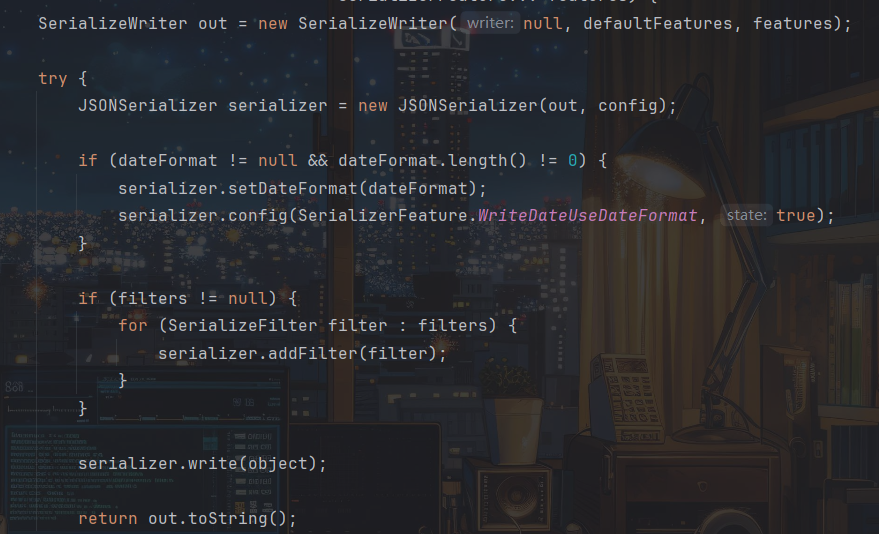 SerializeWriter out = new SerializeWriter( writer: null, defaultFeatures, features);
try {
JSONSerializer serializer = new JSONSerializer(out, config);
if (dateFormat != null && dateFormat.length() != 0) {
serializer.setDateFormat(dateFormat);
serializer.config(SerializerFeature.WriteDateUseDateFormat, state: true);
}
if (filters != null) {
for (SerializeFilter filter : filters) {
serializer.addFilter(filter);
}
}
serializer.write(object);
return out.toString();